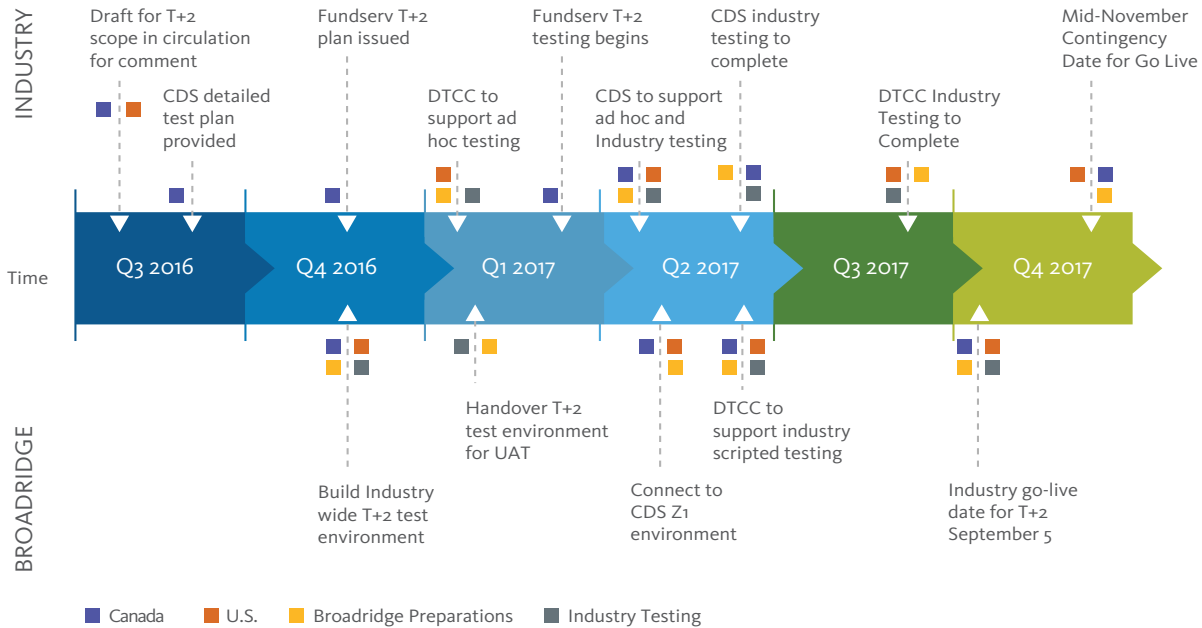 INDUSTRY
Draft for T+2
scope in circulation
for comment
CDS detailed
test plan
provided
Fundserv T+2
plan issued
DTCC to
support ad
hoc testing
Fundserv T+2
testing begins
CDS to support
ad hoc and
Industry testing
CDS industry
testing to
complete
DTCC Industry
Testing to
Complete
Mid-November
Contingency
Date for Go Live
Time
Q3 2016
Q4 2016
Q1 2017
Q2 2017
Q3 2017
Q4 2017
BROADRIDGE
Build Industry
wide T+2 test
environment
Handover T+2
test environment
for UAT
Connect to
CDS Z1
environment
DTCC to
support industry
scripted testing
Industry go-live
date for T+2
September 5
Canada
U.S.
Broadridge Preparations
Industry Testing